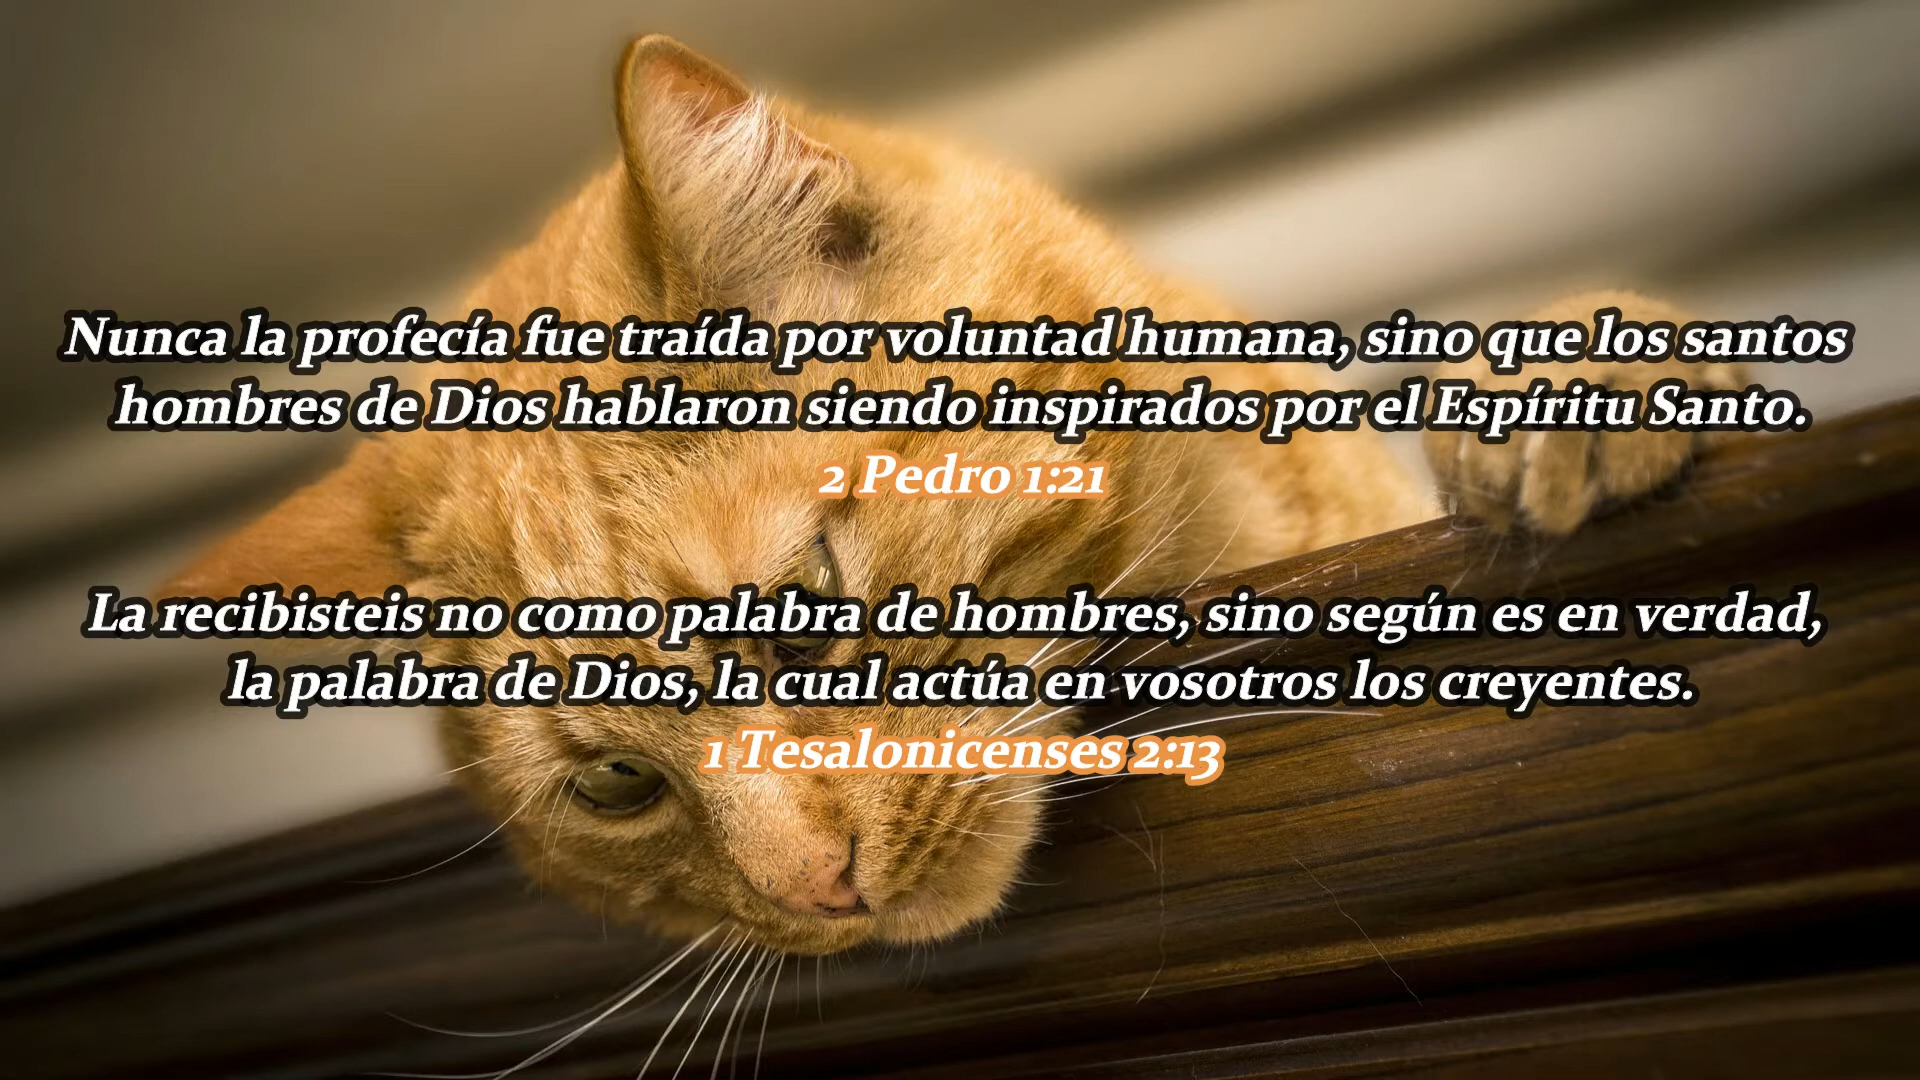 Nunca la profecía fue traída por voluntad humana, sino que los santos
hombres de Dios hablaron siendo inspirados por el Espíritu Santo.
2 Pedro 1:21
La recibisteis no como palabra de hombres, sino según es en verdad,
la palabra de Dios, la cual actúa en vosotros los creyentes.
1 Tesalonicenses 2:13